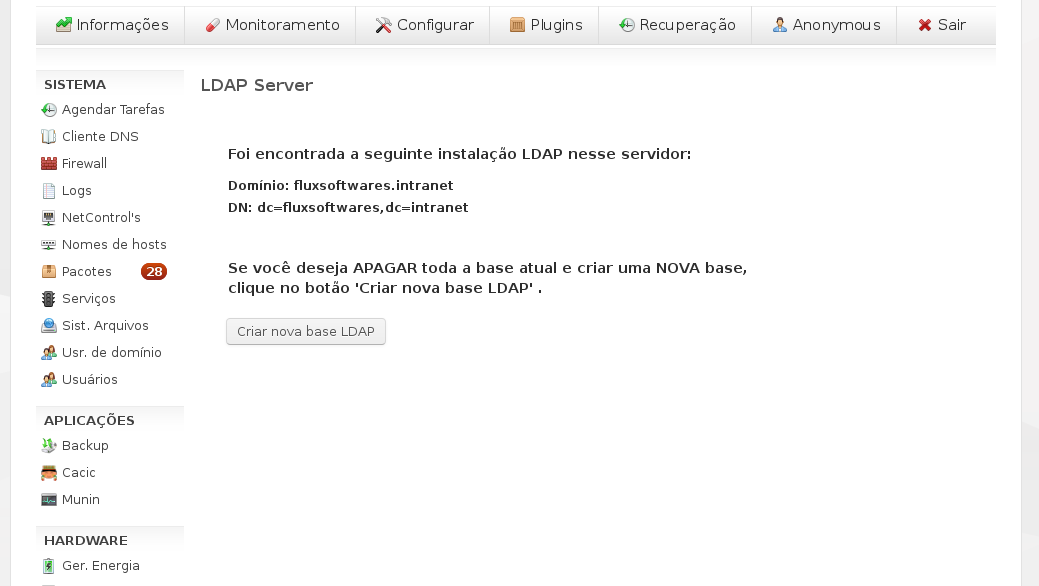 Informações
Monitoramento
Configurar
Plugins
Recuperação
Anonymous
Sair
SISTEMA
Agendar Tarefas
Cliente DNS
Firewall
Logs
NetControl's
Nomes de hosts
Pacotes 28
Serviços
Sist. Arquivos
Usr. de domínio
Usuários
APLICAÇÕES
Backup
Cacic
Munin
HARDWARE
Ger. Energia
LDAP Server
Foi encontrada a seguinte instalação LDAP nesse servidor:
Domínio: fluxsoftwares.intranet
DN: dc=fluxsoftwares,dc=intranet
Se você deseja APAGAR toda a base atual e criar uma NOVA base,
clique no botão 'Criar nova base LDAP' .
Criar nova base LDAP